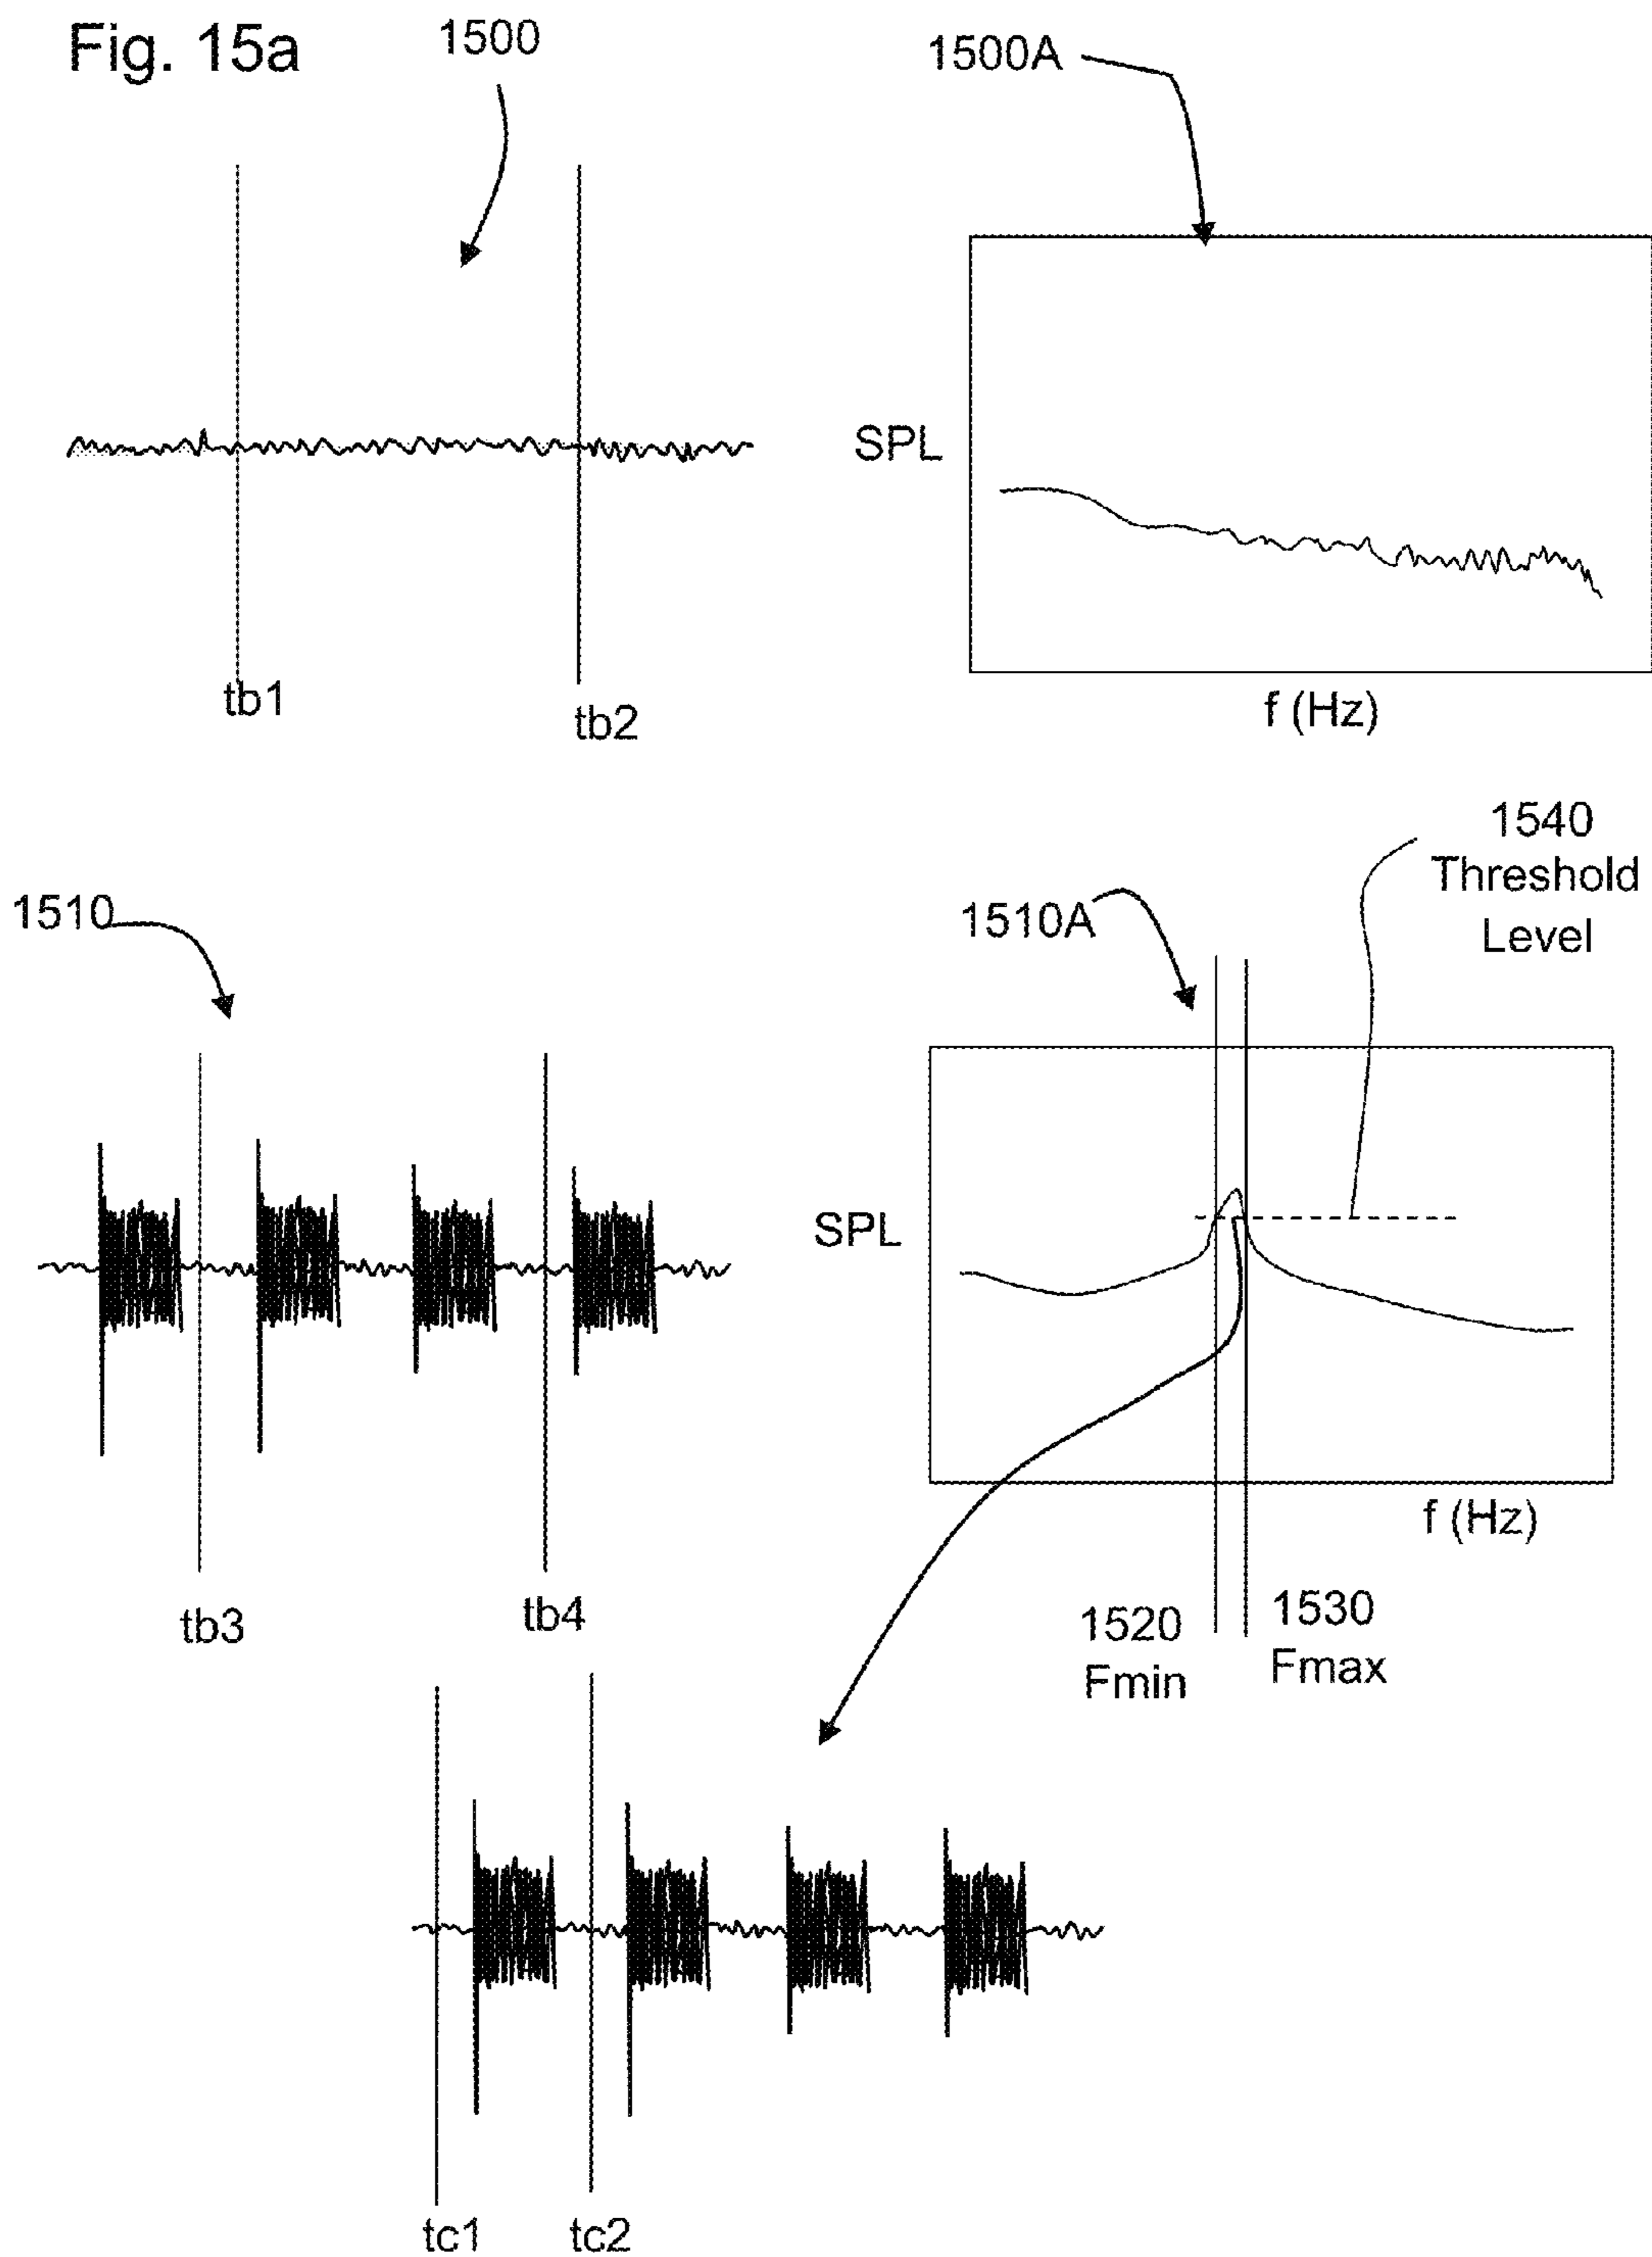 Fig. 15a
1500
1500A
SPL
tb1
tb2
f (Hz)
1540
Threshold
Level
1510
1510A
SPL
f (Hz)
tb3
tb4
1520
Fmin
1530
Fmax
tc1
tc2